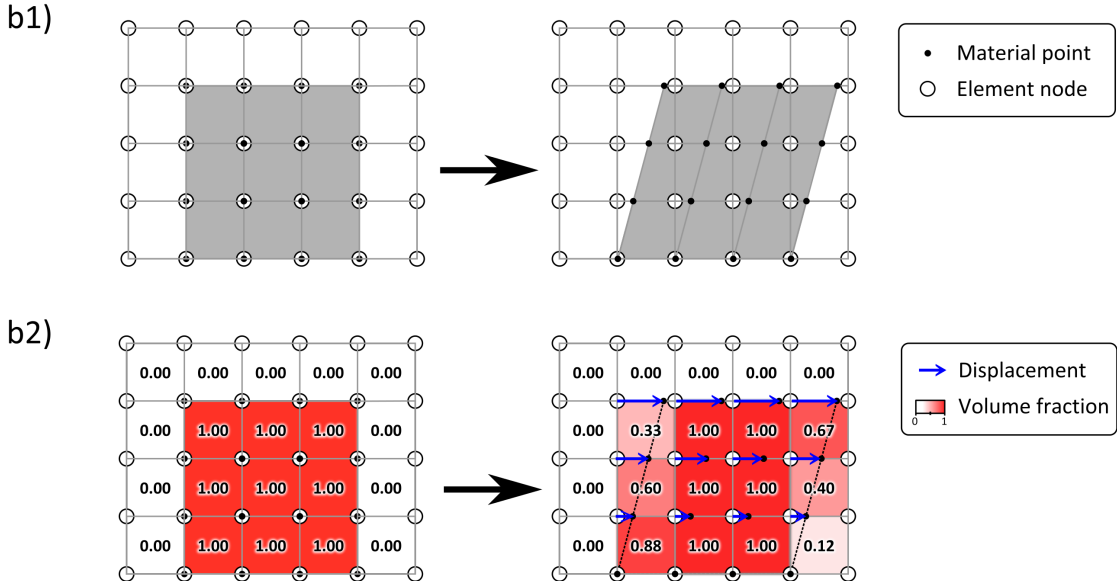 b1)
Material point
Element node
b2)
0.00 0.00 0.00 0.00 0.00
0.00 1.00 1.00 1.00 0.00
0.00 1.00 1.00 1.00 0.00
0.00 1.00 1.00 1.00 0.00
0.00 0.00 0.00 0.00 0.00
0.00 0.33 1.00 1.00 0.67
0.00 0.60 1.00 1.00 0.40
0.00 0.88 1.00 1.00 0.12
Displacement
Volume fraction
0 1